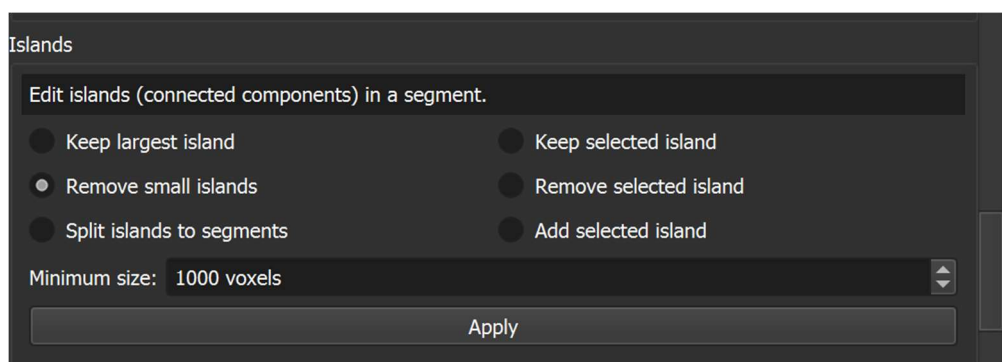 Islands
Edit islands (connected components) in a segment.
Keep largest island
Keep selected island
Remove small islands
Remove selected island
Split islands to segments
Add selected island
Minimum size: 1000 voxels
Apply